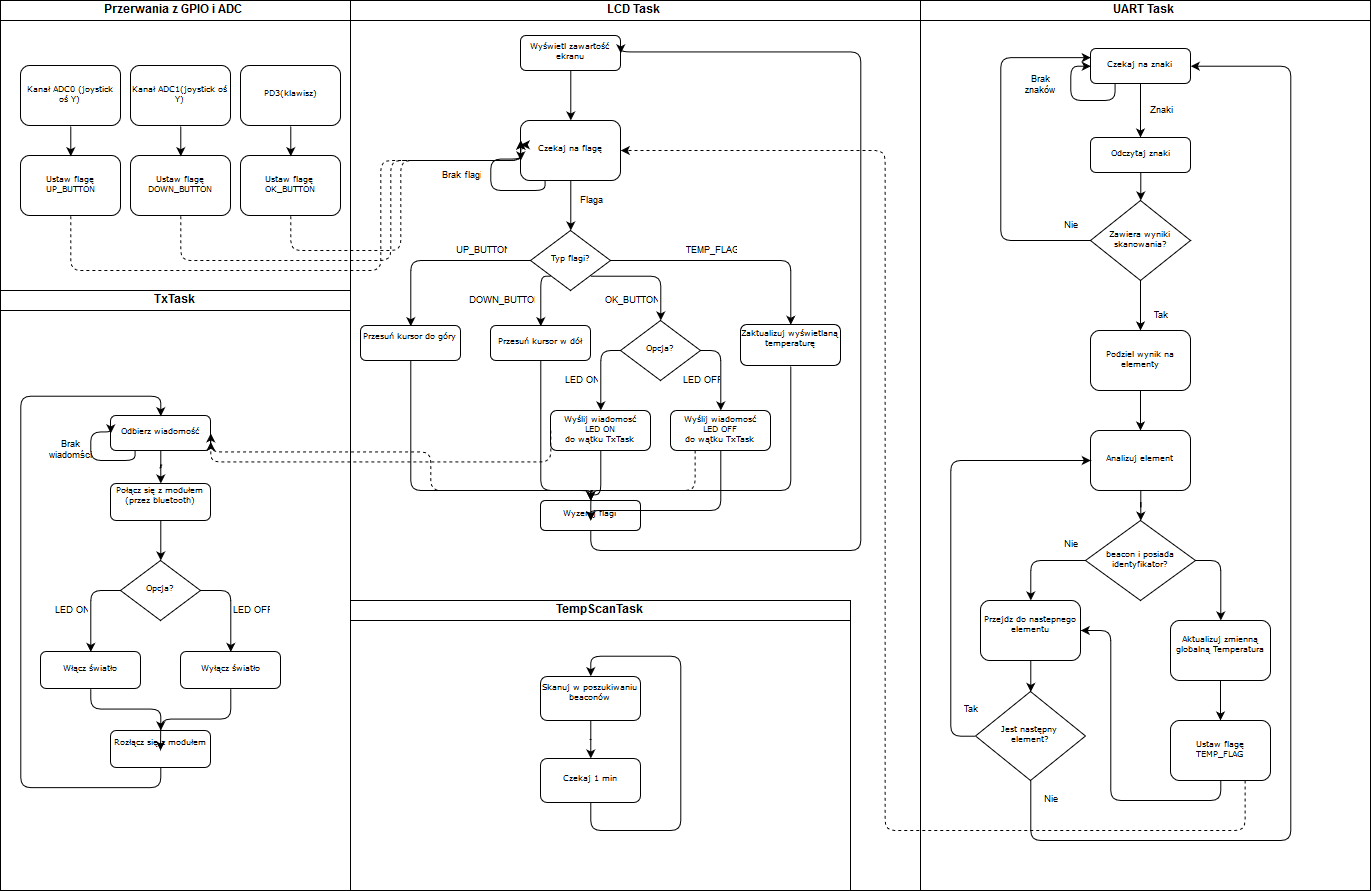 Przerwania z GPIO i ADC
Kanał ADC0 (joystick
oś Y)
Kanał ADC1(joystick oś
Y)
PD3(klawisz)
Ustaw flagę
UP_BUTTON
Ustaw flagę
DOWN_BUTTON
Ustaw flagę
OK_BUTTON
TxTask
Odbierz wiadomość
Brak
wiadomości
Połącz się z modułem
(przez bluetooth)
Opcja?
LED ON
LED OFF
Włącz światło
Wyłącz światło
Rozłącz się z modułem
LCD Task
Wyświetl zawartość
ekranu
Czekaj na flagę
Brak flagi
Flaga
Typ flagi?
UP_BUTTON
TEMP_FLAG
DOWN_BUTTO
OK_BUTTON
Przesuń kursor do góry
Przesuń kursor w dół
Opcja?
Zaktualizuj wyświetlaną
temperaturę
LED ON
LED OFF
Wyślij wiadomosć
LED ON
do wątku TxTask
Wyślij wiadomosć
LED OFF
do wątku TxTask
Wyzeruj flagi
TempScanTask
Skanuj w poszukiwaniu
beaconów
Czekaj 1 min
UART Task
Czekaj na znaki
Brak
znaków
Znaki
Odczytaj znaki
Nie
Zawiera wyniki
skanowania?
Tak
Podziel wynik na
elementy
Analizuj element
Nie
beacon i posiada
identyfikator?
Przejdz do nastepnego
elementu
Aktualizuj zmienną
globalną Temperatura
Tak
Jest następny
element?
Ustaw flagę
TEMP_FLAG
Nie